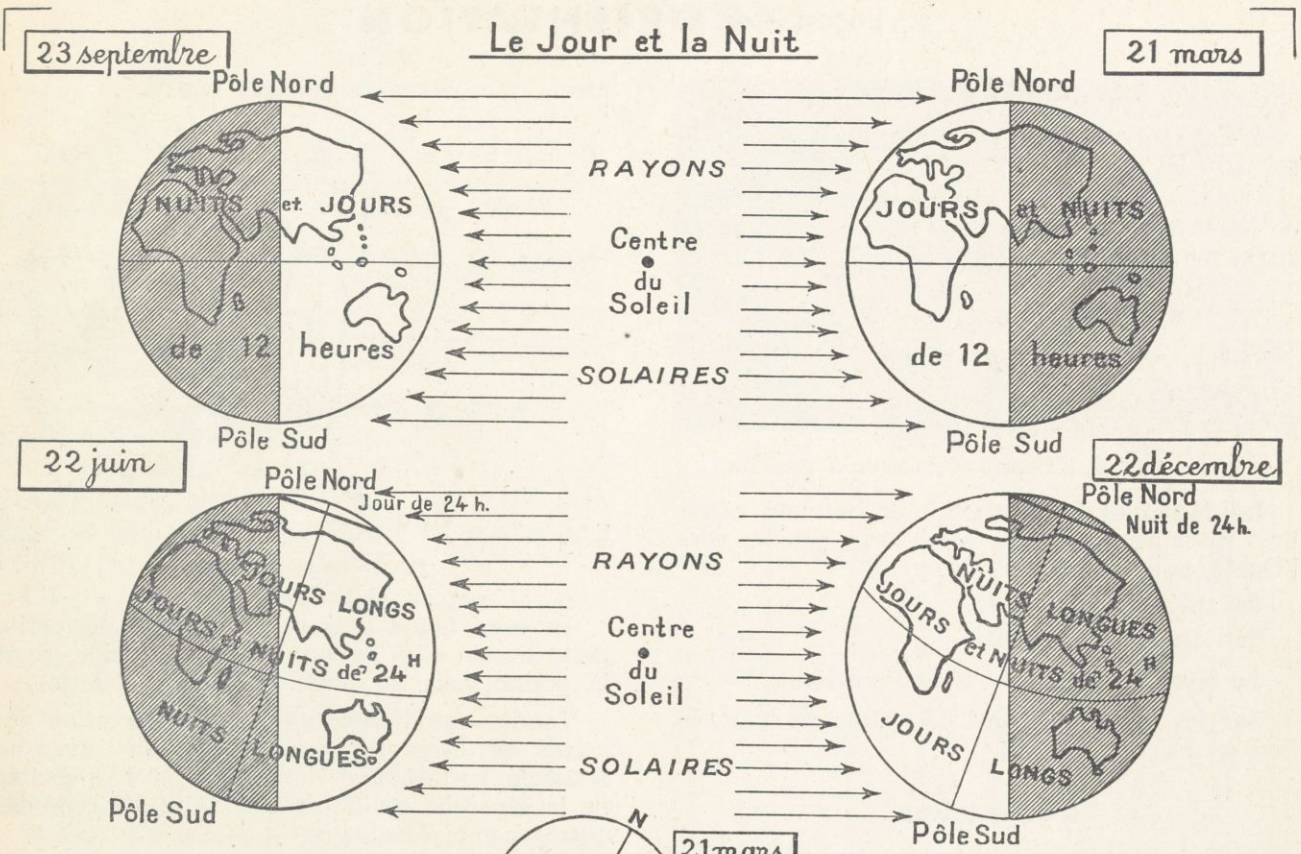 Le Jour et la Nuit
23 septembre
Pôle Nord
NUITS et JOURS
de 12 heures
Pôle Sud
RAYONS
Centre
du
Soleil
SOLAIRES
21 mars
Pôle Nord
JOURS et NUITS
de 12 heures
Pôle Sud
22 juin
Pôle Nord
Jour de 24 h.
JOURS LONGS
JOURS et NUITS de 24 H
NUITS LONGUES
Pôle Sud
RAYONS
Centre
du
Soleil
SOLAIRES
22 décembre
Pôle Nord
Nuit de 24 h.
NUITS LONGUES
JOURS et NUITS de 24 H
JOURS LONGS
Pôle Sud
N
21 mars